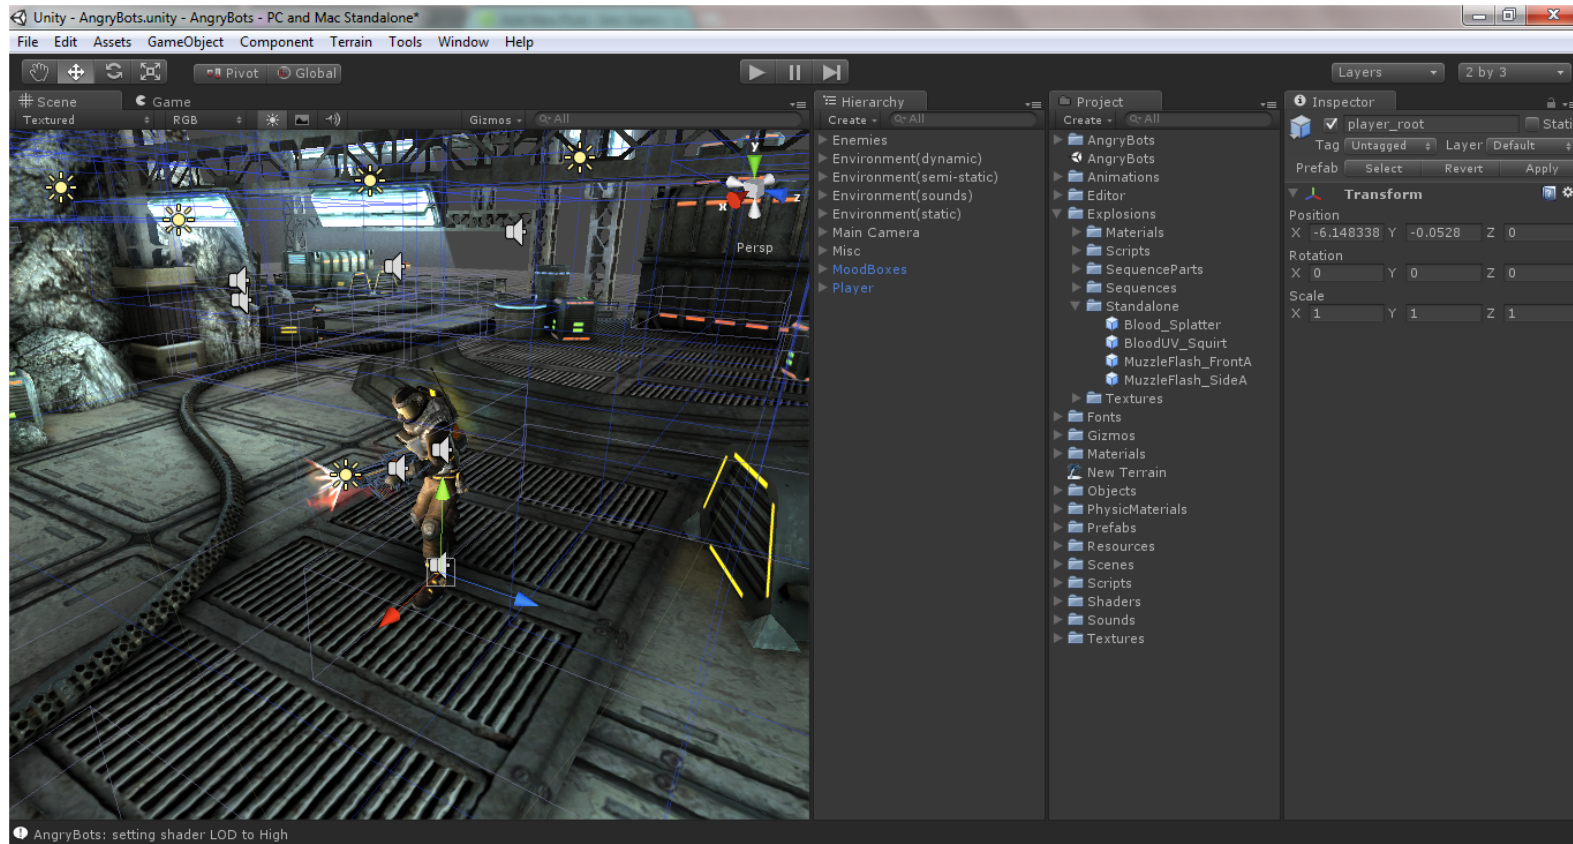 Unity - AngryBots.unity - AngryBots - PC and Mac Standalone*
File Edit Assets GameObject Component Terrain Tools Window Help
Pivot Global Layers 2 by 3
Scene Game
Textured RGB Gizmos All
y
x z
Persp
Hierarchy
Create All
Enemies
Environment(dynamic)
Environment(semi-static)
Environment(sounds)
Environment(static)
Main Camera
Misc
MoodBoxes
Player
Project
Create All
AngryBots
AngryBots
Animations
Editor
Explosions
Materials
Scripts
SequenceParts
Sequences
Standalone
Blood_Splatter
BloodUV_Squirt
MuzzleFlash_FrontA
MuzzleFlash_SideA
Textures
Fonts
Gizmos
Materials
New Terrain
Objects
PhysicMaterials
Prefabs
Resources
Scenes
Scripts
Shaders
Sounds
Textures
Inspector
player_root Stati
Tag Untagged Layer Default
Prefab Select Revert Apply
Transform
Position
X -6.148338 Y -0.0528 Z 0
Rotation
X 0 Y 0 Z 0
Scale
X 1 Y 1 Z 1
AngryBots: setting shader LOD to High